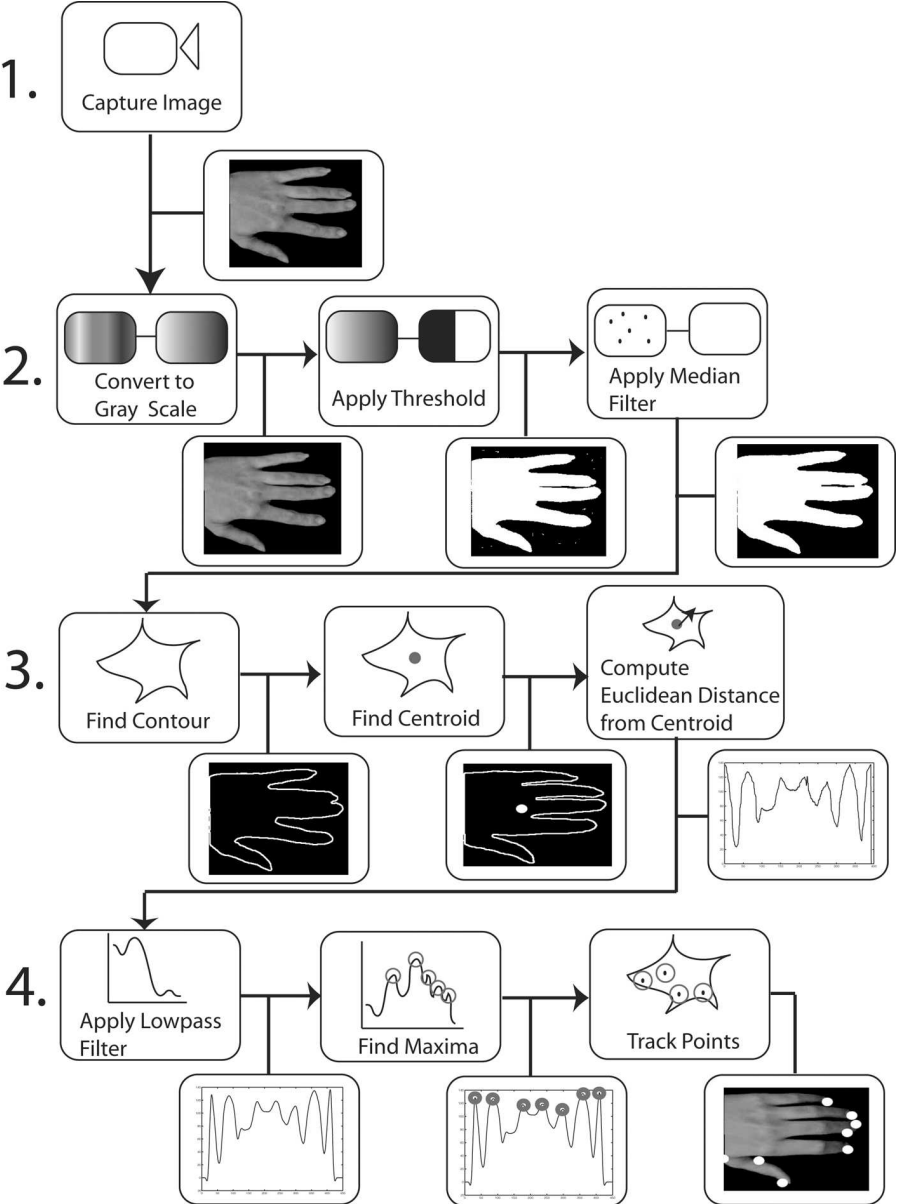 1.
Capture Image
2.
Convert to
Gray Scale
Apply Threshold
Apply Median
Filter
3.
Find Contour
Find Centroid
Compute
Euclidean Distance
from Centroid
4.
Apply Lowpass
Filter
Find Maxima
Track Points